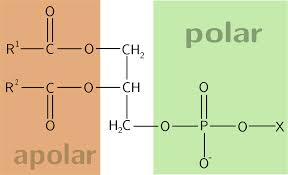 polar
O
R¹—C—O—CH₂
R²—C—O—CH
O
O
H₂C—O—P—O—X
O⁻
apolar